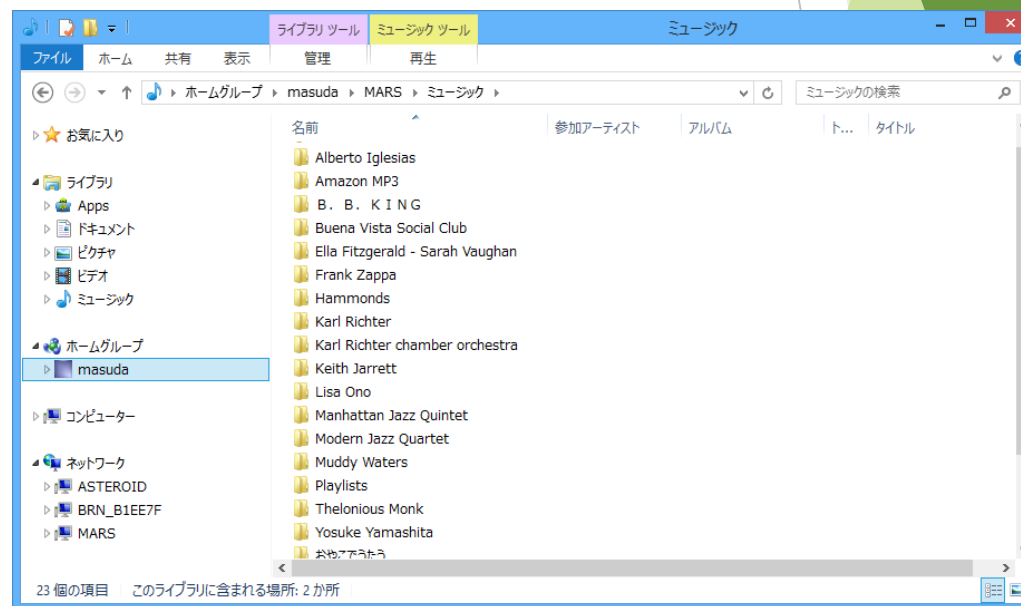 ライブラリ ツール ミュージック ツール ミュージック
ファイル ホーム 共有 表示 管理 再生
ホームグループ masuda MARS ミュージック ミュージックの検索
名前 参加アーティスト アルバム ト... タイトル
お気に入り
ライブラリ
Apps
ドキュメント
ピクチャ
ビデオ
ミュージック
ホームグループ
masuda
コンピューター
ネットワーク
ASTEROID
BRN_B1EE7F
MARS
Alberto Iglesias
Amazon MP3
Ｂ．Ｂ．ＫＩＮＧ
Buena Vista Social Club
Ella Fitzgerald - Sarah Vaughan
Frank Zappa
Hammonds
Karl Richter
Karl Richter chamber orchestra
Keith Jarrett
Lisa Ono
Manhattan Jazz Quintet
Modern Jazz Quartet
Muddy Waters
Playlists
Thelonious Monk
Yosuke Yamashita
おやこでうたう
23 個の項目 このライブラリに含まれる場所: 2 か所